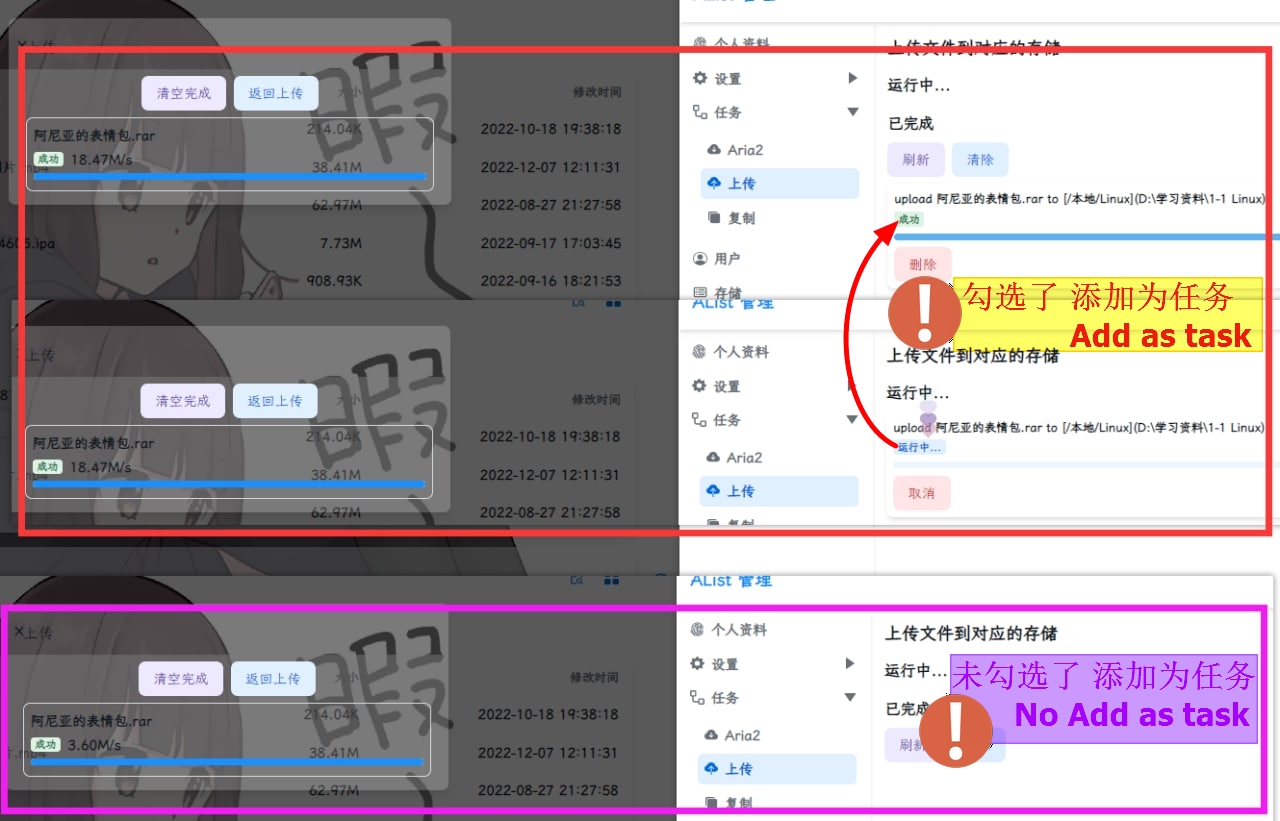 AList 管理
×上传
个人资料
上传文件到对应的存储
设置
运行中...
清空完成
返回上传
大小
修改时间
任务
已完成
214.04K
2022-10-18 19:38:18
阿尼亚的表情包.rar
成功 18.47M/s
Aria2
刷新
清除
片.mp4
38.41M
2022-12-07 12:11:31
上传
upload 阿尼亚的表情包.rar to [/本地/Linux](D:\学习资料\1-1 Linux)
62.97M
2022-08-27 21:27:58
复制
成功
4605.ipa
7.73M
2022-09-17 17:03:45
用户
删除
908.93K
2022-09-16 18:21:53
存储
勾选了 添加为任务
Add as task
AList 管理
上传
个人资料
上传文件到对应的存储
设置
运行中...
清空完成
返回上传
大小
修改时间
任务
阿尼亚的表情包.rar
214.04K
2022-10-18 19:38:18
upload 阿尼亚的表情包.rar to [/本地/Linux](D:\学习资料\1-1 Linux)
运行中...
成功 18.47M/s
.mp4
38.41M
2022-12-07 12:11:31
Aria2
上传
取消
62.97M
2022-08-27 21:27:58
复制
暇
暇
AList 管理
×上传
个人资料
上传文件到对应的存储
设置
运行中...
未勾选了 添加为任务
No Add as task
清空完成
返回上传
大小
修改时间
任务
已完成
阿尼亚的表情包.rar
214.04K
2022-10-18 19:38:18
成功 3.60M/s
Aria2
刷新
片.mp4
38.41M
2022-12-07 12:11:31
上传
62.97M
2022-08-27 21:27:58
复制
暇